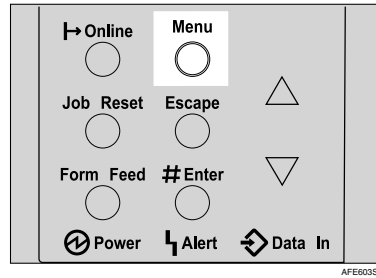 Online Menu
Job Reset Escape
Form Feed # Enter
Power Alert Data In
AFE603S